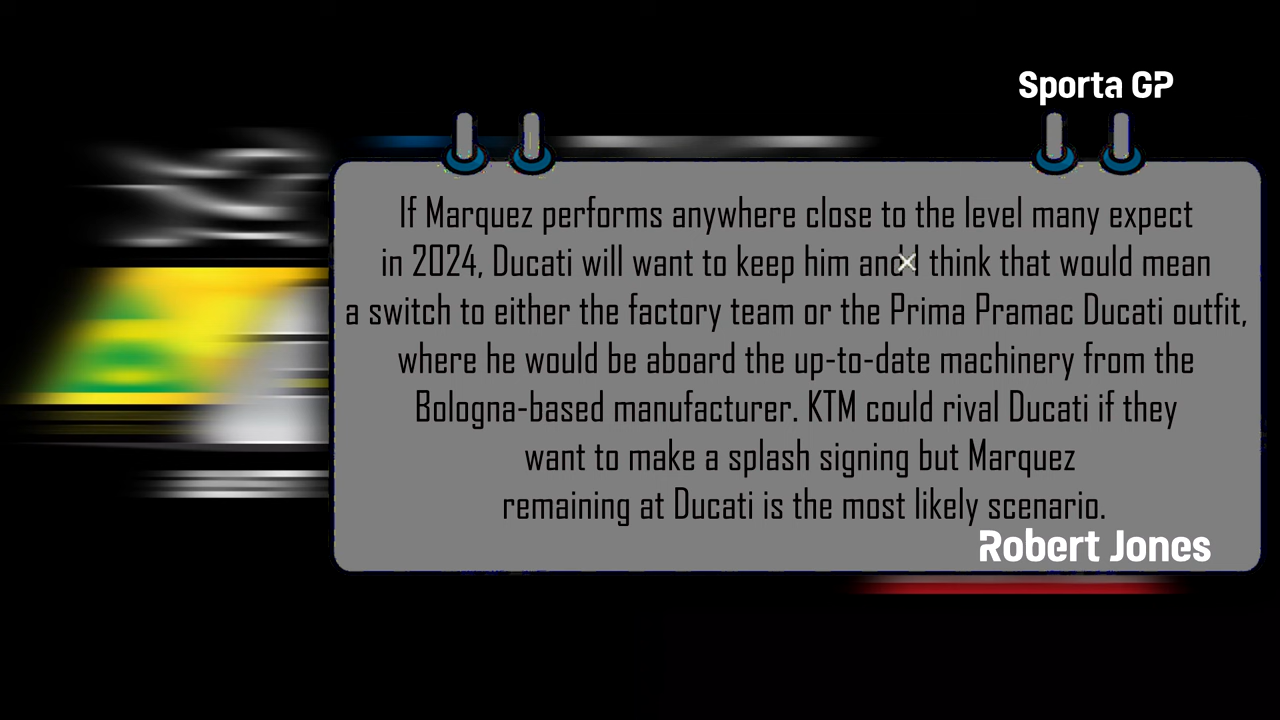 Sporta GP
If Marquez performs anywhere close to the level many expect
in 2024, Ducati will want to keep him and I think that would mean
a switch to either the factory team or the Prima Pramac Ducati outfit,
where he would be aboard the up-to-date machinery from the
Bologna-based manufacturer. KTM could rival Ducati if they
want to make a splash signing but Marquez
remaining at Ducati is the most likely scenario.
Robert Jones